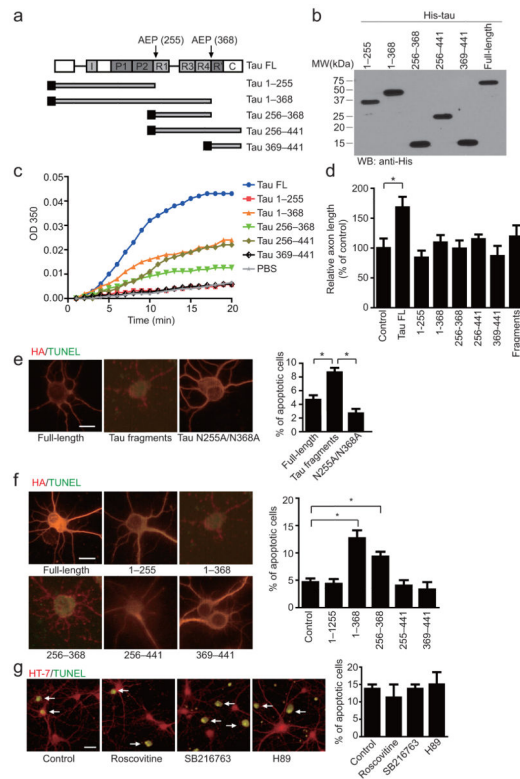 a
AEP (255) AEP (368)
I P1 P2 R1 R3 R4 R' C Tau FL
Tau 1–255
Tau 1–368
Tau 256–368
Tau 256–441
Tau 369–441
b
His-tau
MW(kDa) 1–255 1–368 256–368 256–441 369–441 Full-length
75
50
37
25
20
15
WB: anti-His
c
OD 350
0.05
0.04
0.03
0.02
0.01
0.00
0 5 10 15 20
Time (min)
Tau FL
Tau 1–255
Tau 1–368
Tau 256–368
Tau 256–441
Tau 369–441
PBS
d
Relative axon length
(% of control)
200
150
100
50
0
*
Control Tau FL 1–255 1–368 256–368 256–441 369–441 Fragments
e
HA/TUNEL
Full-length Tau fragments Tau N255A/N368A
% of apoptotic cells
10
8
6
4
2
0
* *
Full-length Tau fragments N255A/N368A
f
HA/TUNEL
Full-length 1–255 1–368
256–368 256–441 369–441
% of apoptotic cells
20
15
10
5
0
*
*
Control 1–1255 1–368 256–368 255–441 369–441
g
HT-7/TUNEL
Control Roscovitine SB216763 H89
% of apoptotic cells
20
15
10
5
0
Control Roscovitine SB216763 H89